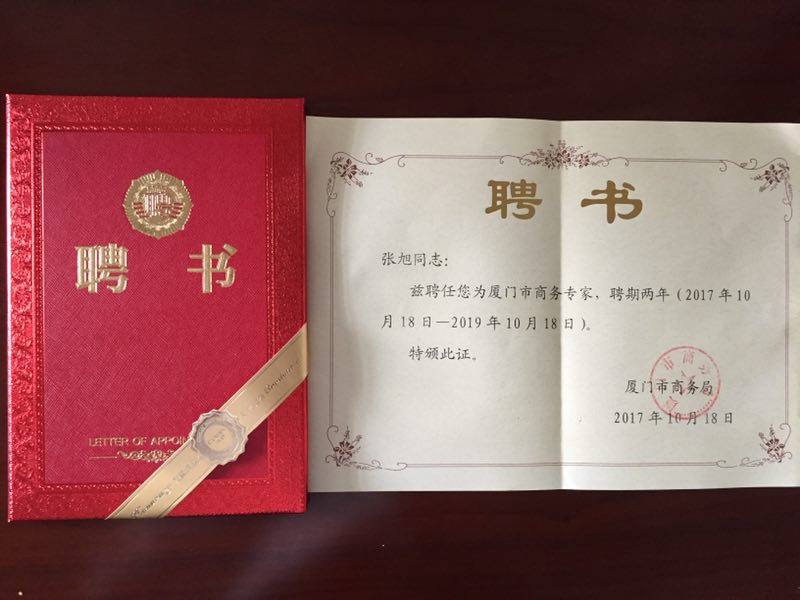 聘书
LETTER OF APPOIN
聘书
张旭同志：
兹聘任您为厦门市商务专家，聘期两年（2017年10
月18日—2019年10月18日）。
特颁此证。
厦门市商务局
2017年10月18日